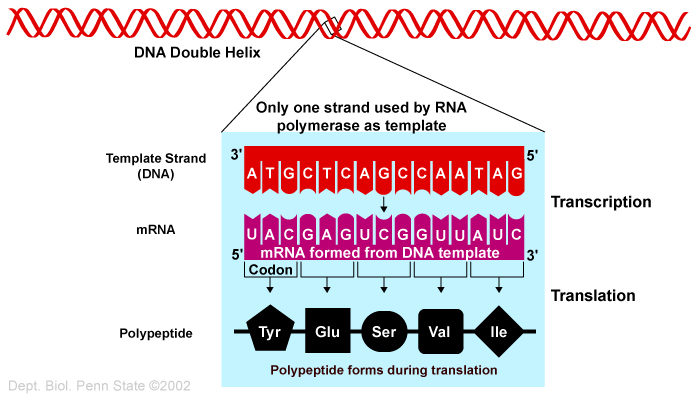 DNA Double Helix
Only one strand used by RNA
polymerase as template
Template Strand
(DNA)
3'
5'
A T G C T C A G C C A A T A G
Transcription
mRNA
U A C G A G U C G G U U A U C
5'
mRNA formed from DNA template
3'
Codon
Translation
Polypeptide
Tyr Glu Ser Val Ile
Polypeptide forms during translation
Dept. Biol. Penn State ©2002